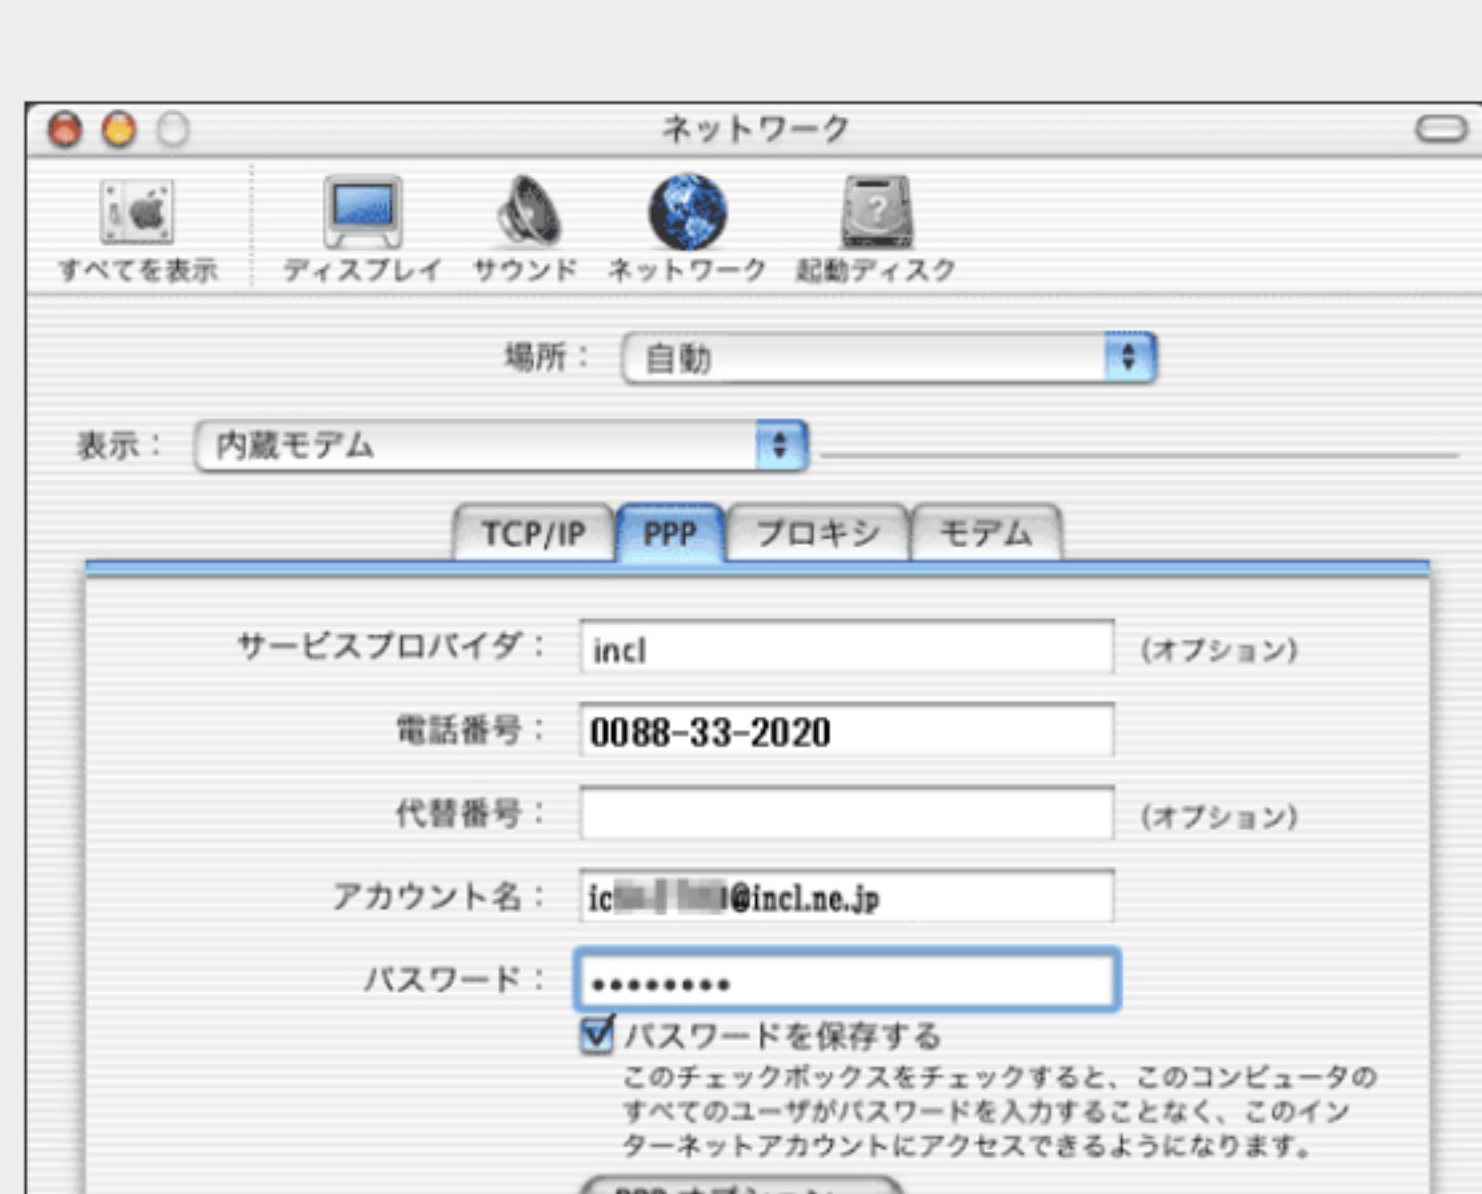 ネットワーク
すべてを表示 ディスプレイ サウンド ネットワーク 起動ディスク
場所： 自動
表示： 内蔵モデム
TCP/IP PPP プロキシ モデム
サービスプロバイダ： incl (オプション)
電話番号： 0088-33-2020
代替番号： (オプション)
アカウント名： ic @incl.ne.jp
パスワード： ••••••••
パスワードを保存する
このチェックボックスをチェックすると、このコンピュータの
すべてのユーザがパスワードを入力することなく、このイン
ターネットアカウントにアクセスできるようになります。